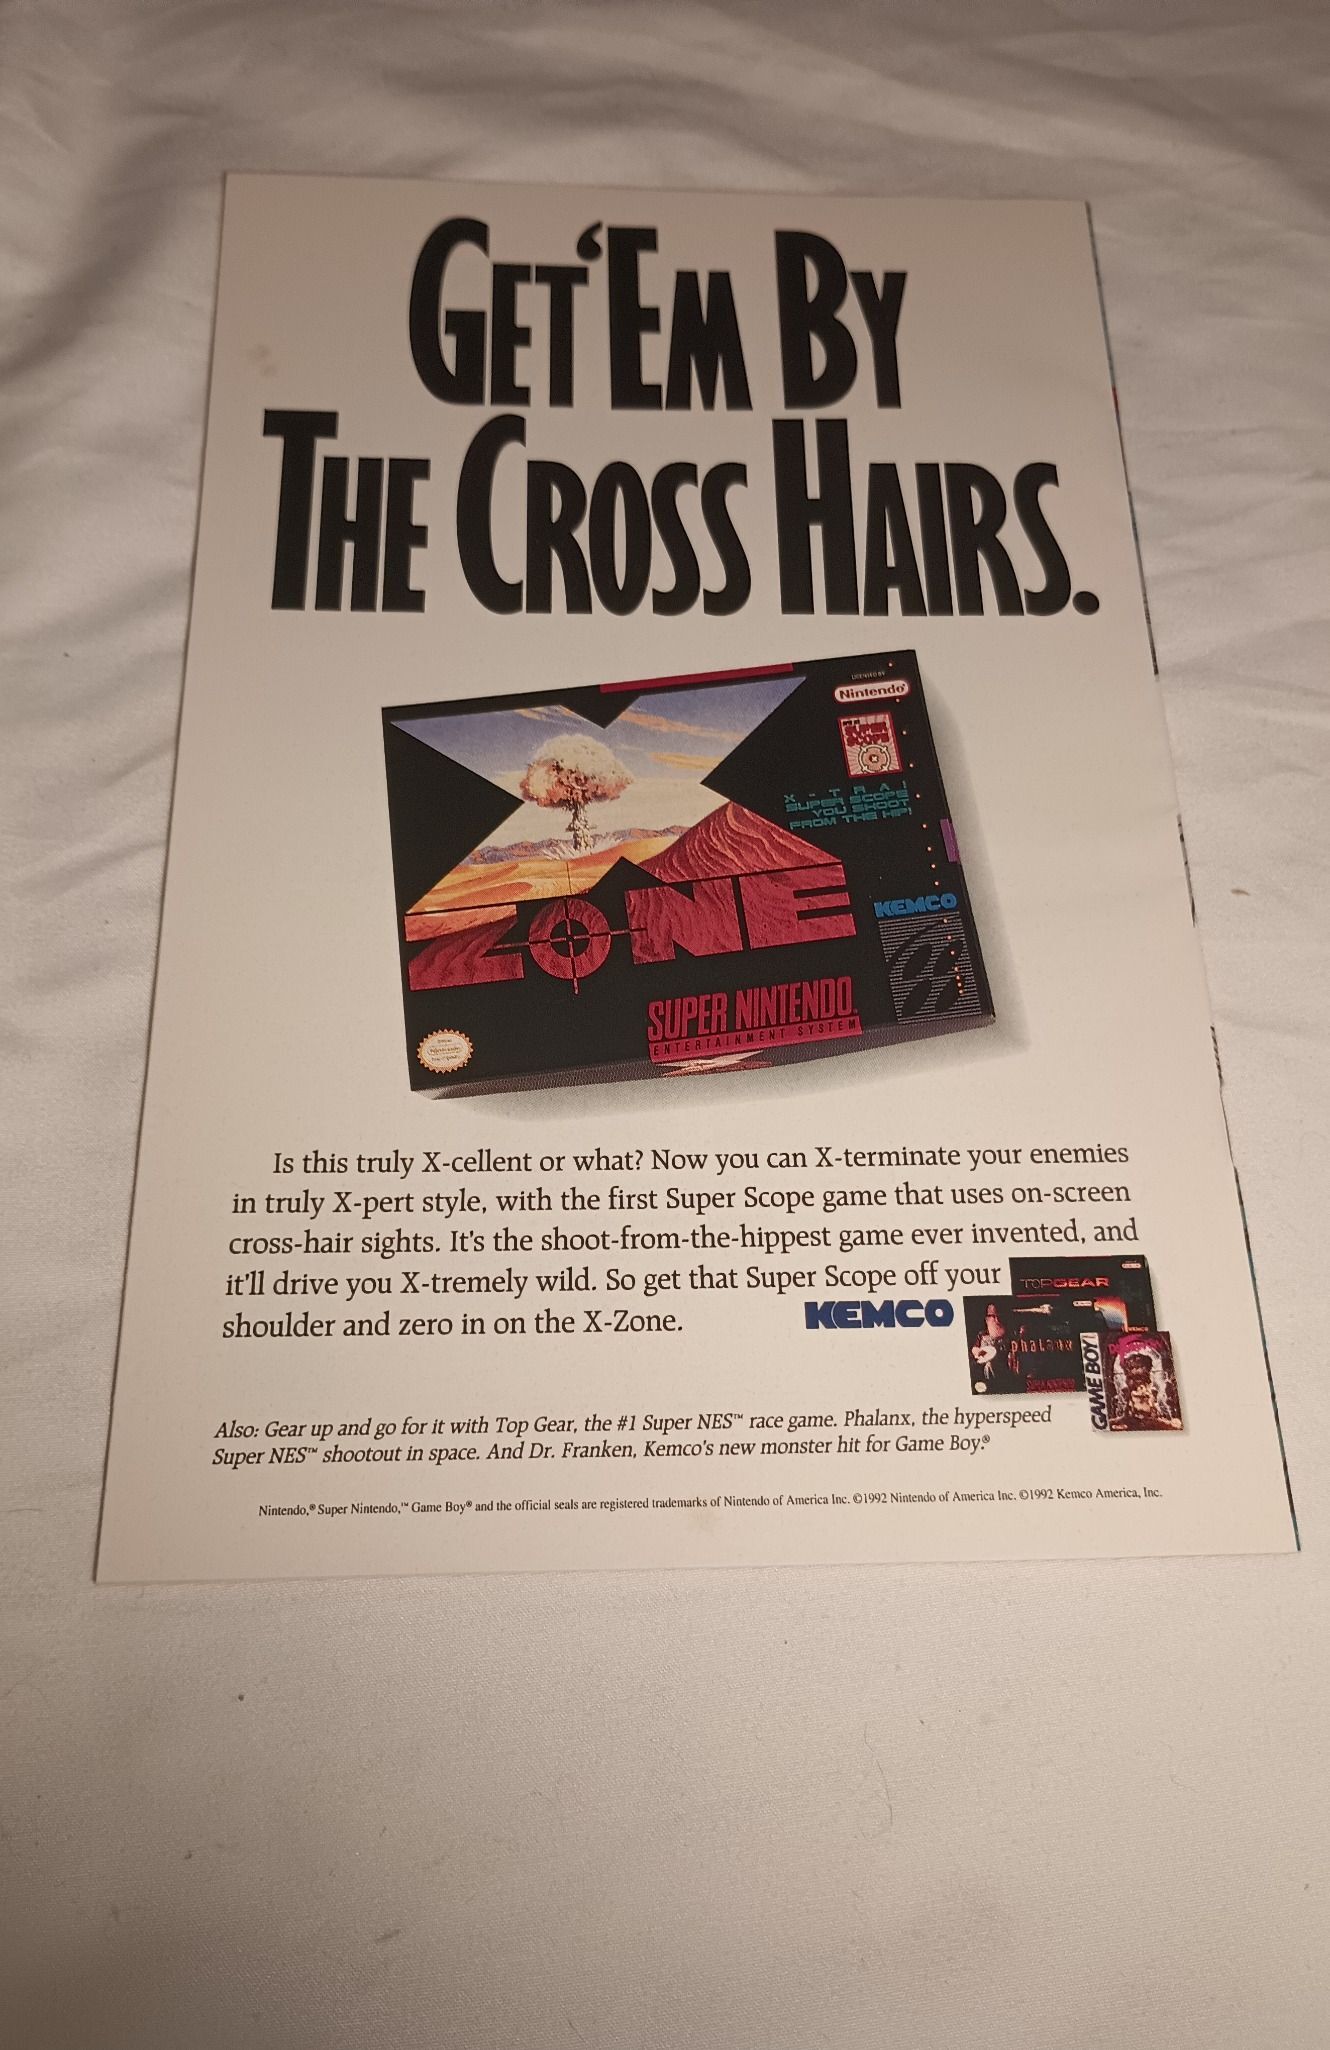 GET 'EM BY
THE CROSS HAIRS.
LICENSED BY
Nintendo®
SUPER
SCOPE
X - T R A !
SUPER SCOPE
YOU SHOOT
FROM THE HIP!
ZONE
KEMCO
SUPER NINTENDO
ENTERTAINMENT SYSTEM
Is this truly X-cellent or what? Now you can X-terminate your enemies
in truly X-pert style, with the first Super Scope game that uses on-screen
cross-hair sights. It's the shoot-from-the-hippest game ever invented, and
it'll drive you X-tremely wild. So get that Super Scope off your
shoulder and zero in on the X-Zone.
KEMCO
TOP GEAR
phalanx
GAME BOY
Also: Gear up and go for it with Top Gear, the #1 Super NES™ race game. Phalanx, the hyperspeed
Super NES™ shootout in space. And Dr. Franken, Kemco's new monster hit for Game Boy.®
Nintendo,® Super Nintendo,™ Game Boy® and the official seals are registered trademarks of Nintendo of America Inc. ©1992 Nintendo of America Inc. ©1992 Kemco America, Inc.